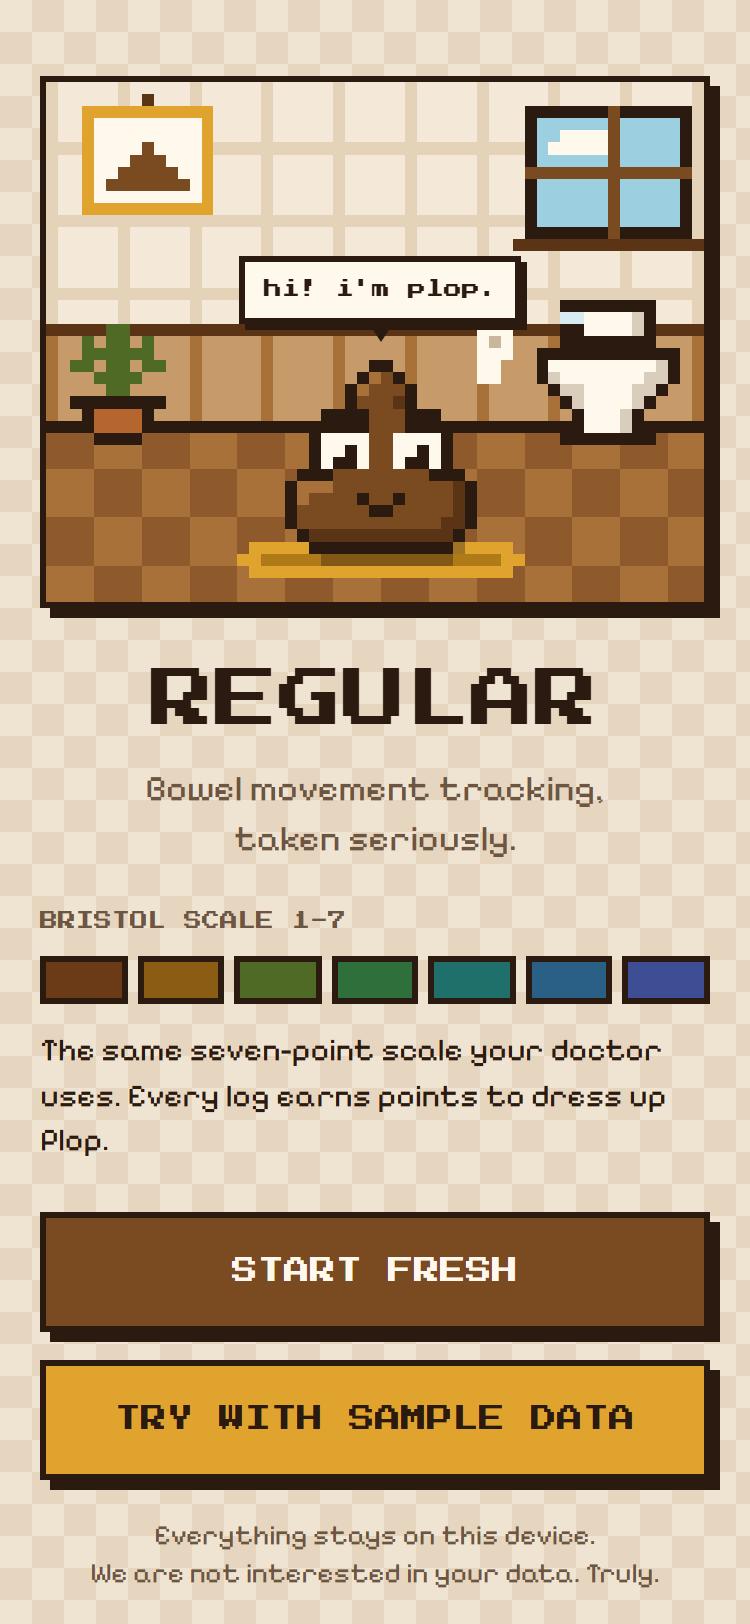 hi! i'm plop.
REGULAR
Bowel movement tracking,
taken seriously.
BRISTOL SCALE 1-7
The same seven-point scale your doctor
uses. Every log earns points to dress up
Plop.
START FRESH
TRY WITH SAMPLE DATA
Everything stays on this device.
We are not interested in your data. Truly.